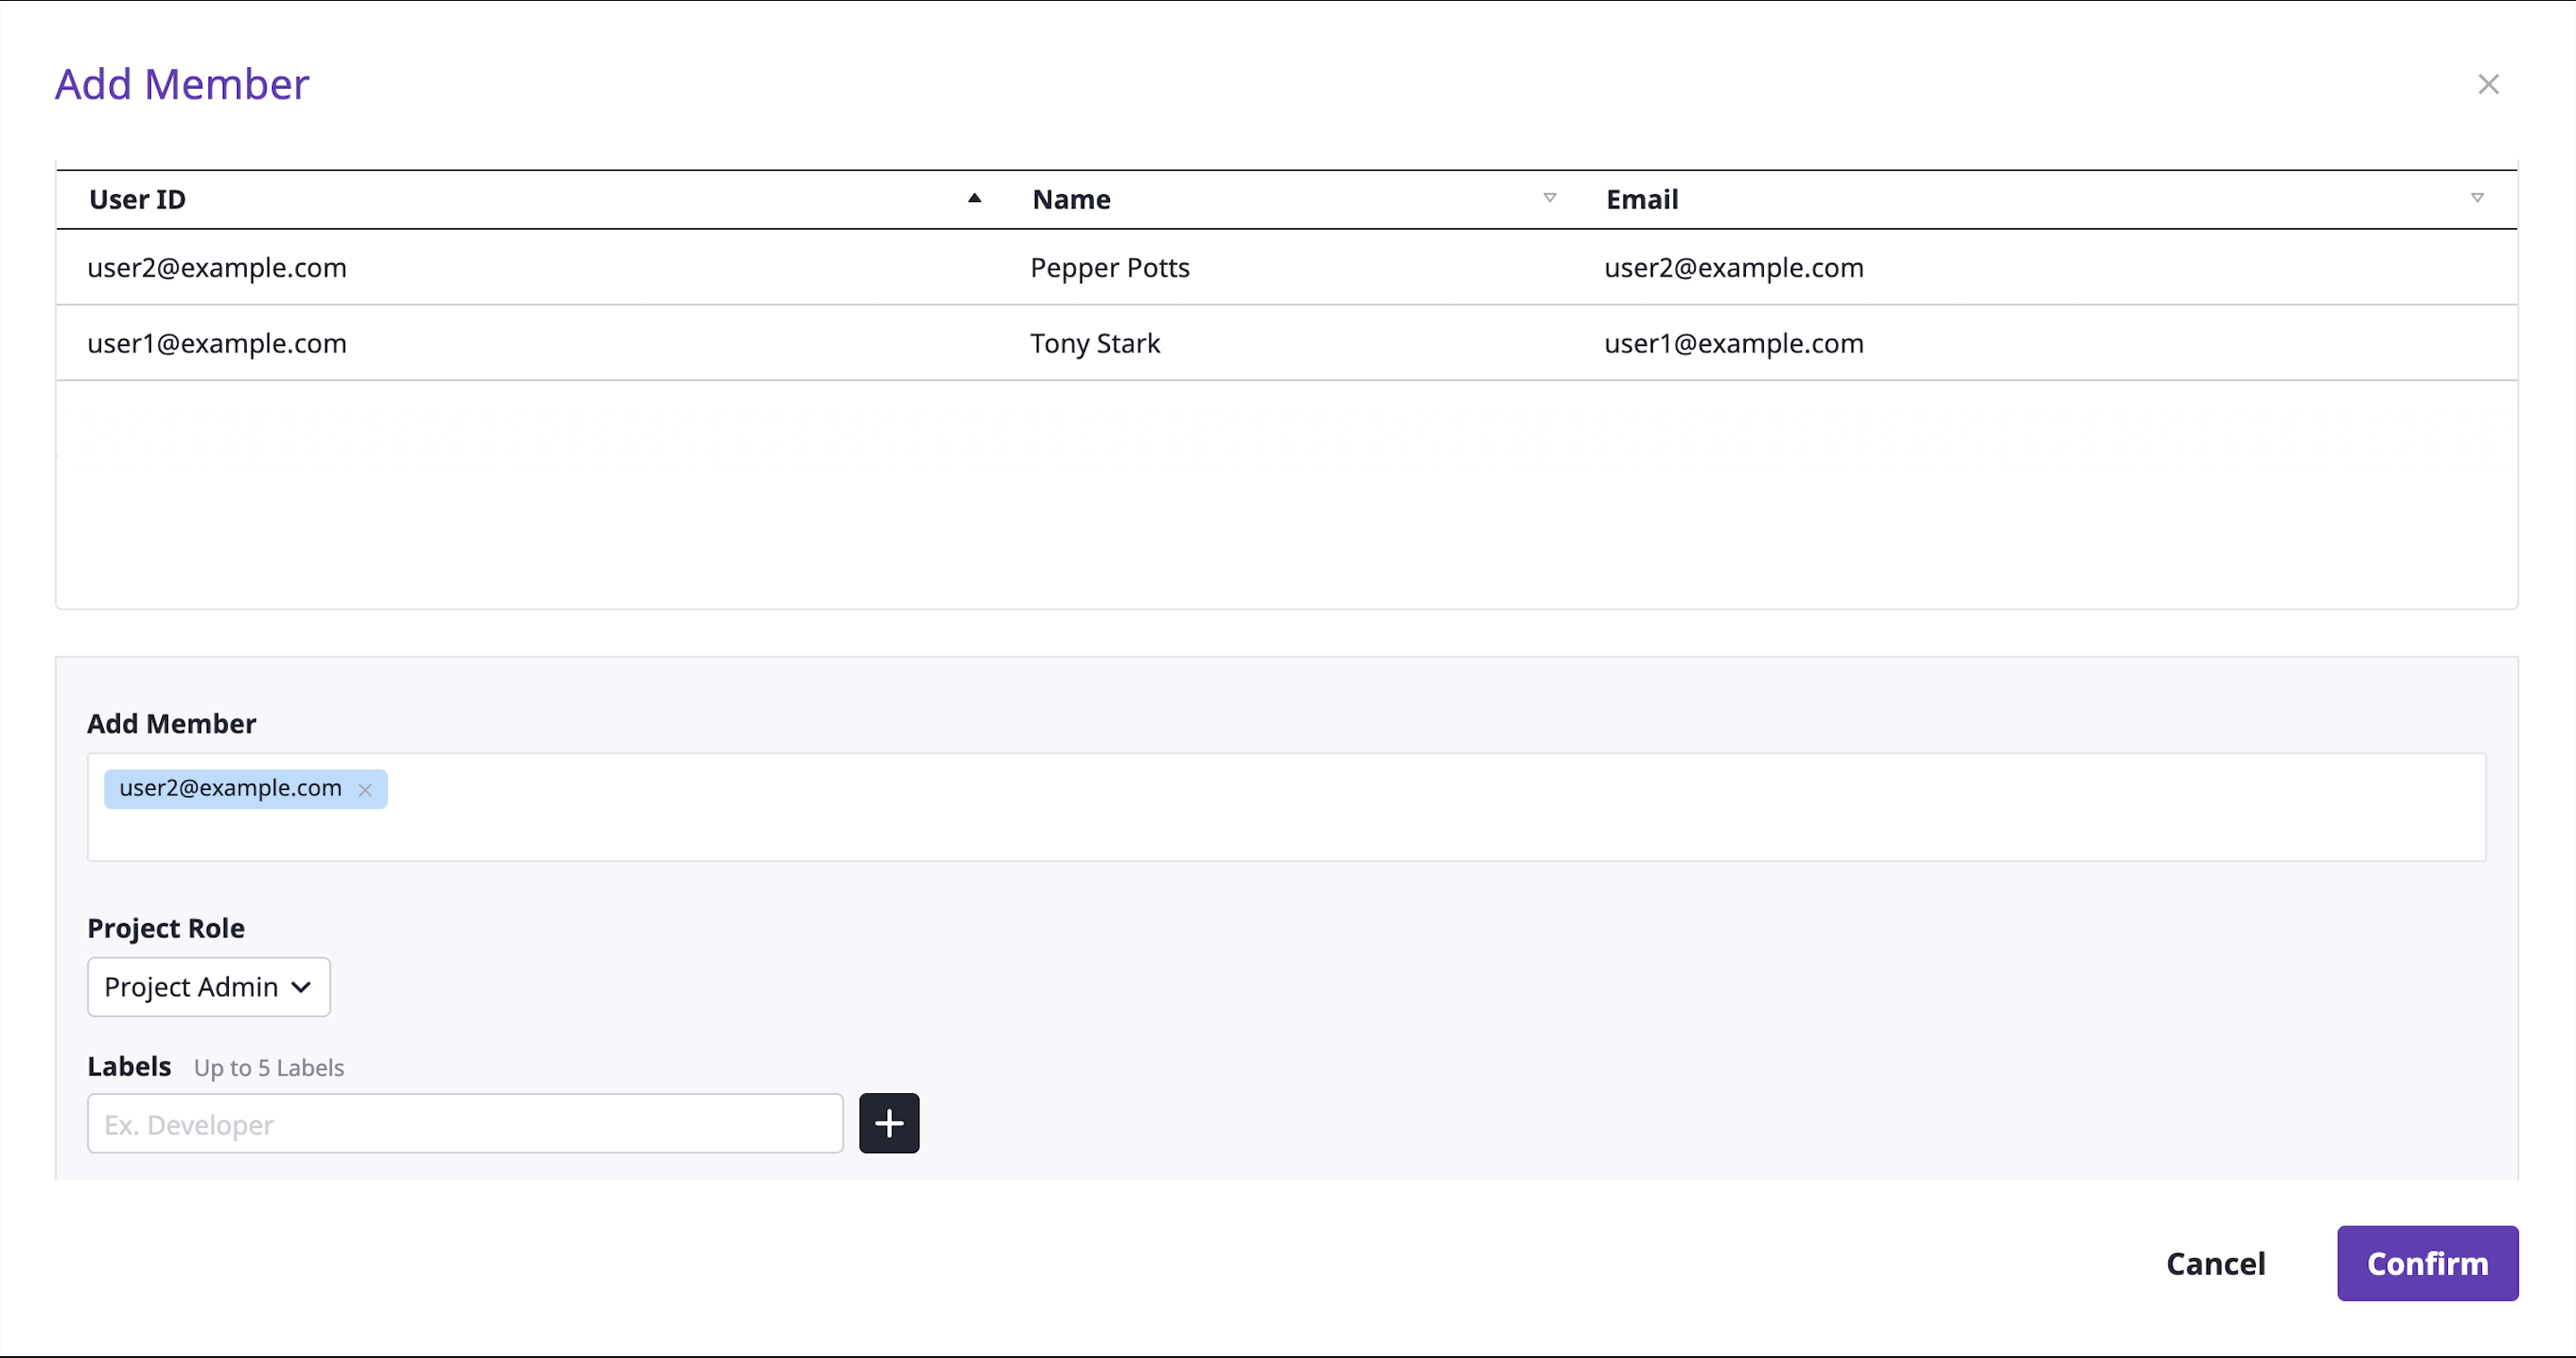 Add Member
User ID Name Email
user2@example.com Pepper Potts user2@example.com
user1@example.com Tony Stark user1@example.com
Add Member
user2@example.com
Project Role
Project Admin
Labels Up to 5 Labels
Ex. Developer
Cancel Confirm